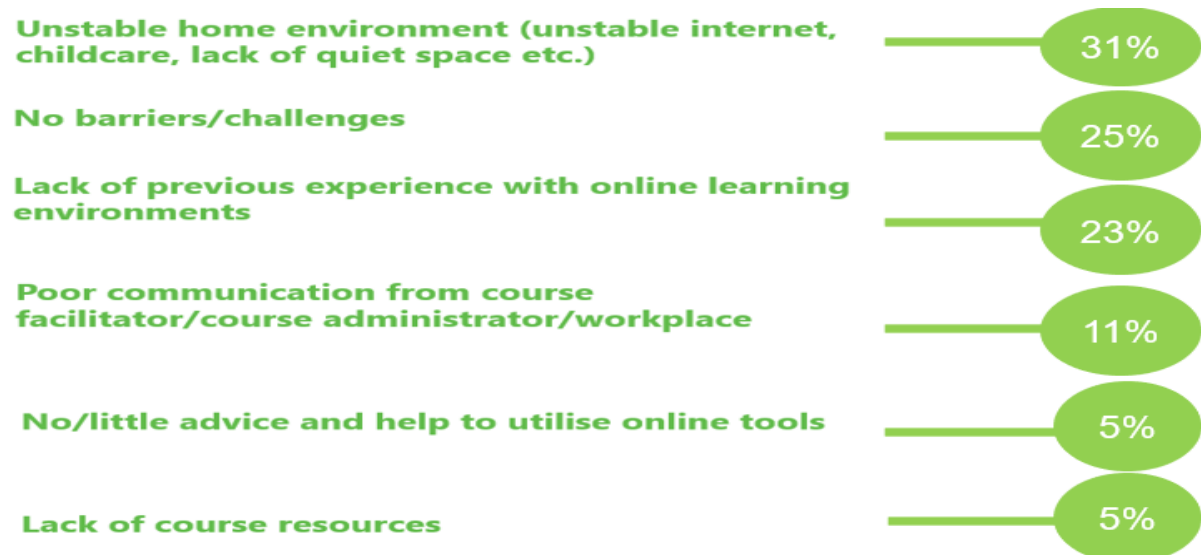 Unstable home environment (unstable internet,
childcare, lack of quiet space etc.)
31%
No barriers/challenges
25%
Lack of previous experience with online learning
environments
23%
Poor communication from course
facilitator/course administrator/workplace
11%
No/little advice and help to utilise online tools
5%
Lack of course resources
5%